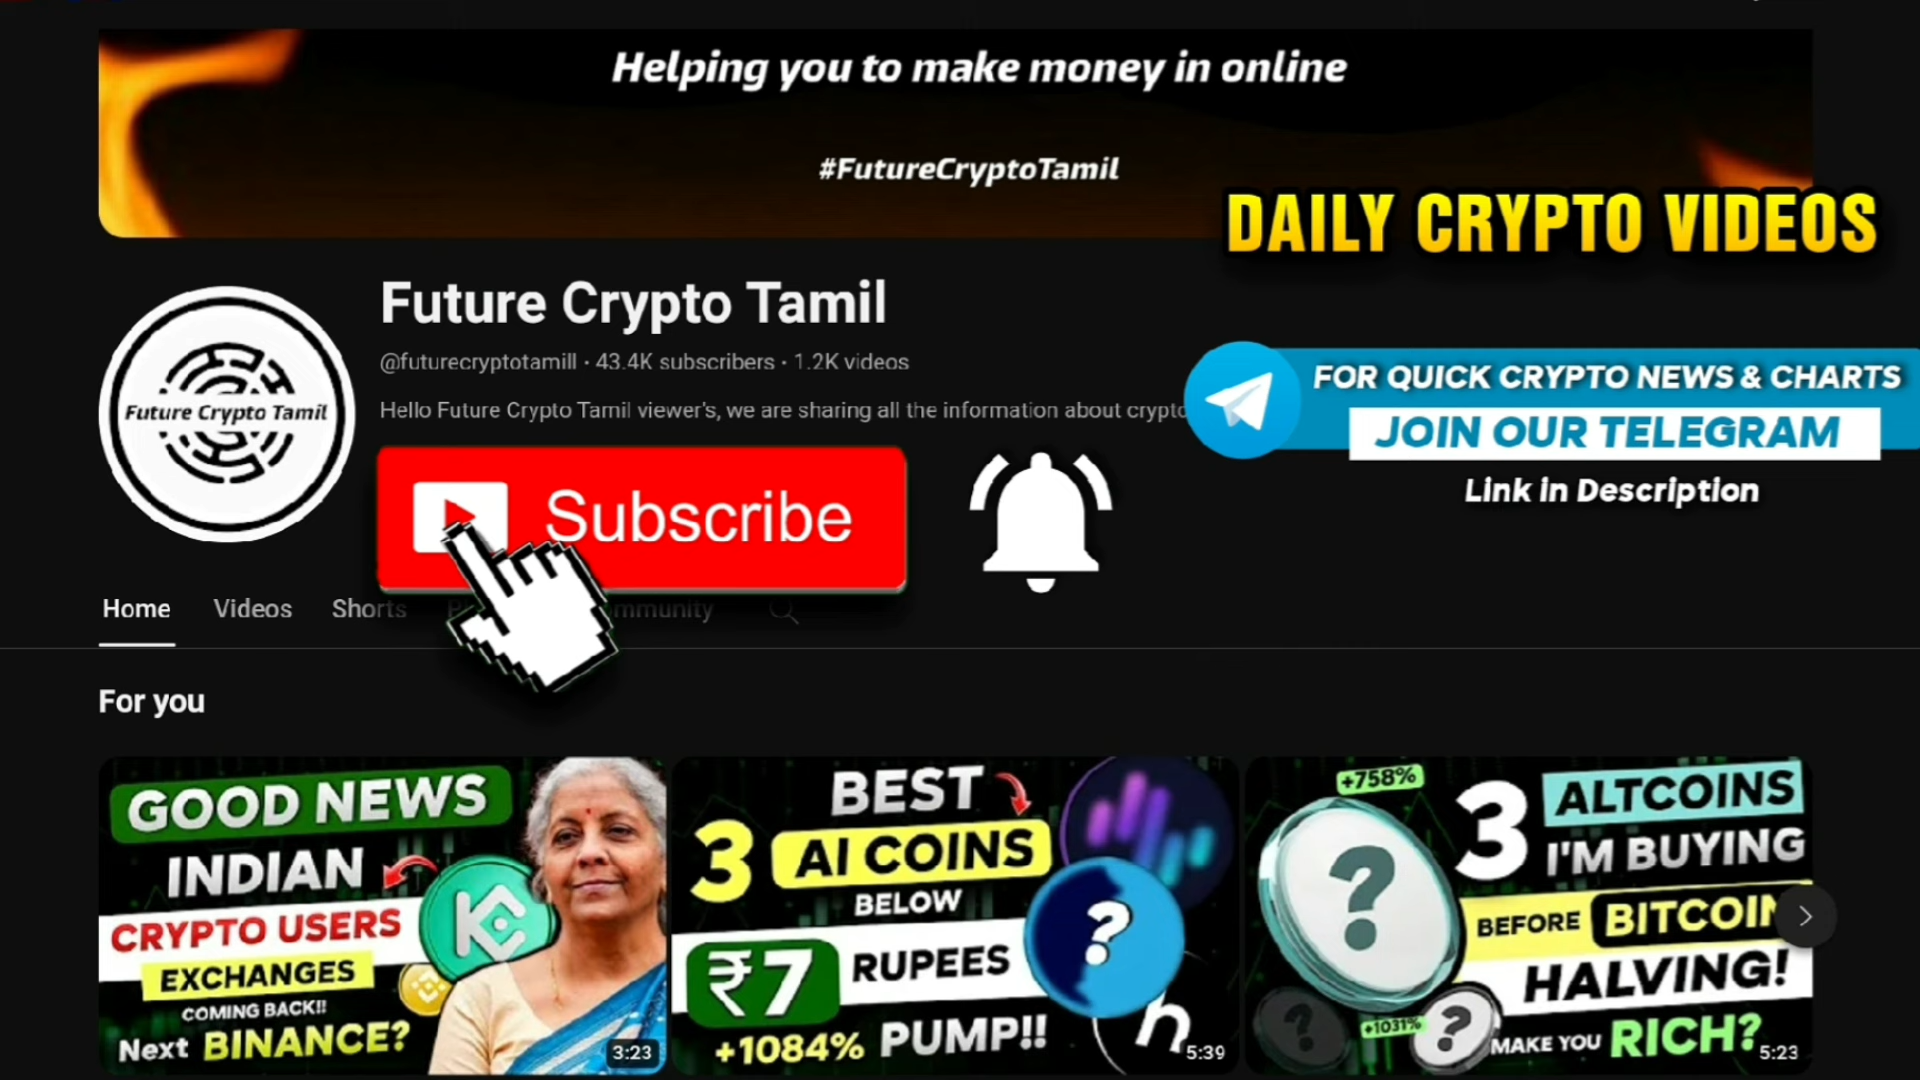 Helping you to make money in online
#FutureCryptoTamil
DAILY CRYPTO VIDEOS
Future Crypto Tamil
@futurecryptotamill · 43.4K subscribers · 1.2K videos
Hello Future Crypto Tamil viewer's, we are sharing all the information about crypto
Future Crypto Tamil
FOR QUICK CRYPTO NEWS & CHARTS
JOIN OUR TELEGRAM
Link in Description
Subscribe
Home Videos Shorts
For you
GOOD NEWS
INDIAN
CRYPTO USERS
EXCHANGES
COMING BACK!!
Next BINANCE?
3:23
BEST
3 AI COINS
BELOW
₹7 RUPEES
+1084% PUMP!!
5:39
+758%
3 ALTCOINS
I'M BUYING
BEFORE BITCOIN
HALVING!
+1031%
MAKE YOU RICH?
5:23